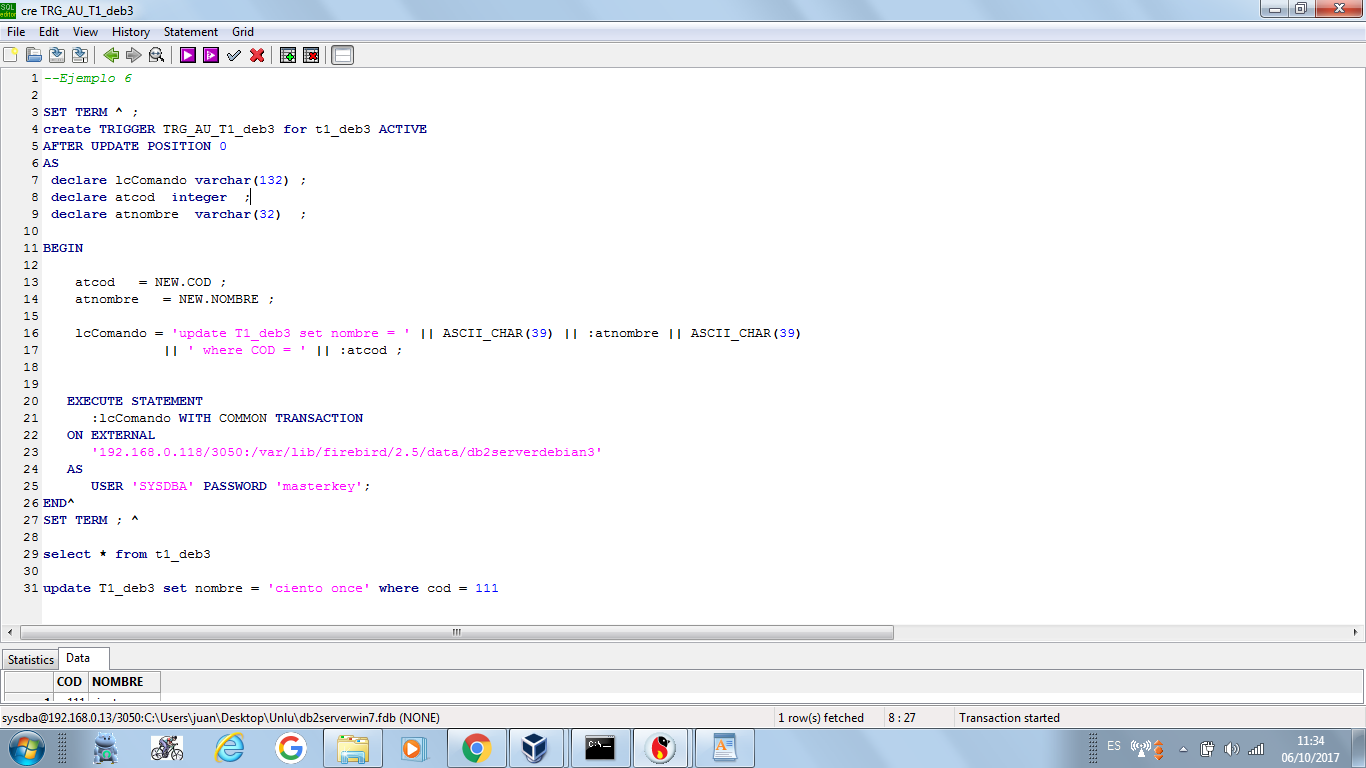 SQL editor
cre TRG_AU_T1_deb3
File Edit View History Statement Grid
1 --Ejemplo 6
2
3 SET TERM ^ ;
4 create TRIGGER TRG_AU_T1_deb3 for t1_deb3 ACTIVE
5 AFTER UPDATE POSITION 0
6 AS
7 declare lcComando varchar(132) ;
8 declare atcod integer ;
9 declare atnombre varchar(32) ;
10
11 BEGIN
12
13 atcod = NEW.COD ;
14 atnombre = NEW.NOMBRE ;
15
16 lcComando = 'update T1_deb3 set nombre = ' || ASCII_CHAR(39) || :atnombre || ASCII_CHAR(39)
17 || ' where COD = ' || :atcod ;
18
19
20 EXECUTE STATEMENT
21 :lcComando WITH COMMON TRANSACTION
22 ON EXTERNAL
23 '192.168.0.118/3050:/var/lib/firebird/2.5/data/db2serverdebian3'
24 AS
25 USER 'SYSDBA' PASSWORD 'masterkey';
26 END^
27 SET TERM ; ^
28
29 select * from t1_deb3
30
31 update T1_deb3 set nombre = 'ciento once' where cod = 111
Statistics Data
COD NOMBRE
sysdba@192.168.0.13/3050:C:\Users\juan\Desktop\Unlu\db2serverwin7.fdb (NONE) 1 row(s) fetched 8 : 27 Transaction started
ES 11:34
06/10/2017